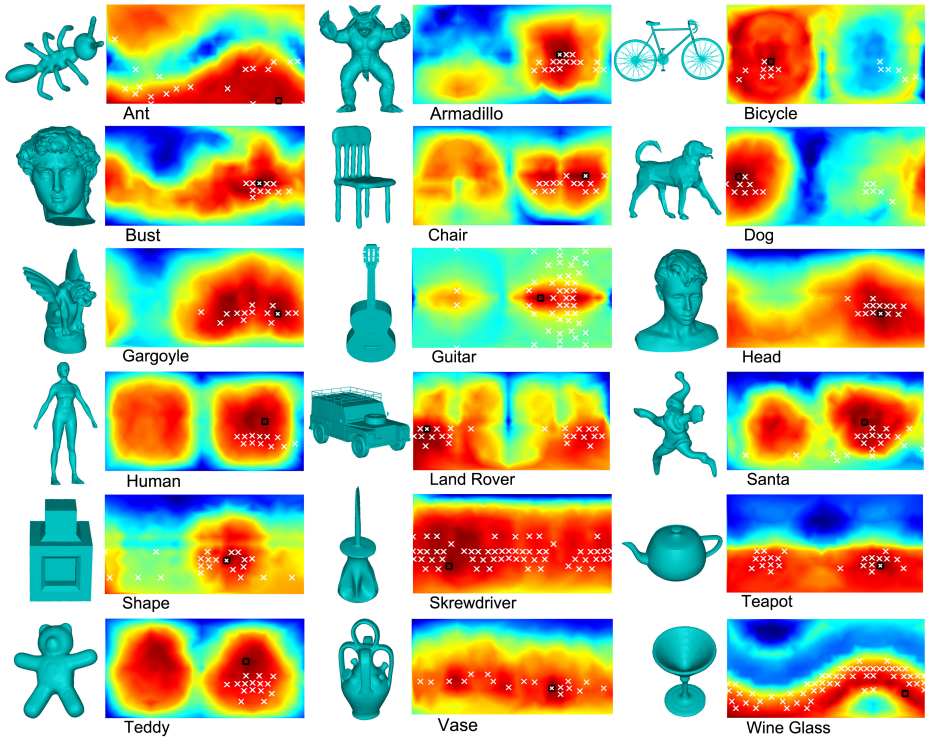 Ant
Armadillo
Bicycle
Bust
Chair
Dog
Gargoyle
Guitar
Head
Human
Land Rover
Santa
Shape
Skrewdriver
Teapot
Teddy
Vase
Wine Glass